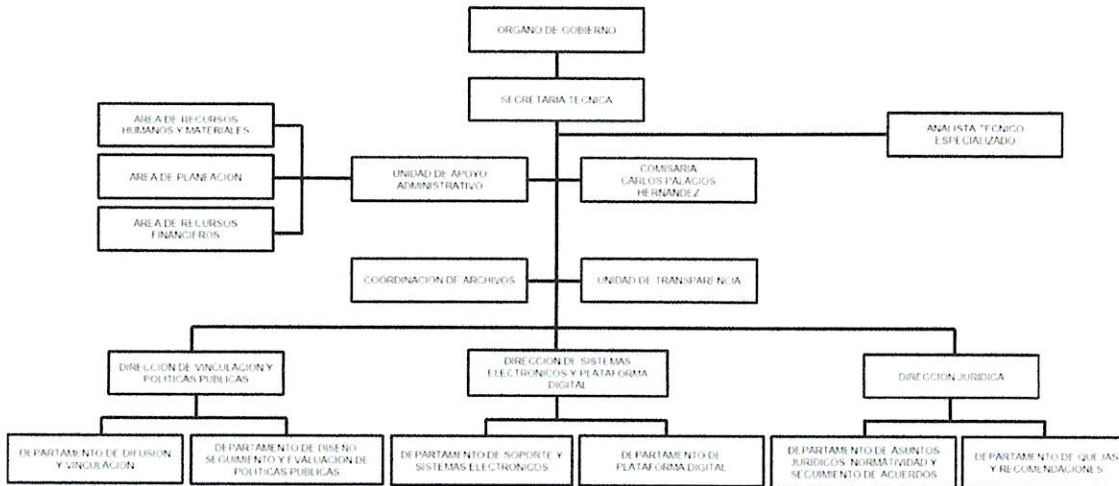 ORGANO DE GOBIERNO
SECRETARIA TECNICA
AREA DE RECURSOS
HUMANOS Y MATERIALES
ANALISTA TECNICO
ESPECIALIZADO
AREA DE PLANEACION
UNIDAD DE APOYO
ADMINISTRATIVO
COMISARIA
CARLOS PALACIOS
HERNANDEZ
AREA DE RECURSOS
FINANCIEROS
COORDINACION DE ARCHIVOS
UNIDAD DE TRANSPARENCIA
DIRECCION DE VINCULACION Y
POLITICAS PUBLICAS
DIRECCION DE SISTEMAS
ELECTRONICOS Y PLATAFORMA
DIGITAL
DIRECCION JURIDICA
DEPARTAMENTO DE DIFUSION
Y VINCULACION
DEPARTAMENTO DE DISEÑO
SEGUIMIENTO Y EVALUACION DE
POLITICAS PUBLICAS
DEPARTAMENTO DE SOPORTE Y
SISTEMAS ELECTRONICOS
DEPARTAMENTO DE
PLATAFORMA DIGITAL
DEPARTAMENTO DE ASUNTOS
JURIDICOS, NORMATIVIDAD Y
SEGUIMIENTO DE ACUERDOS
DEPARTAMENTO DE QUEJAS
Y RECOMENDACIONES